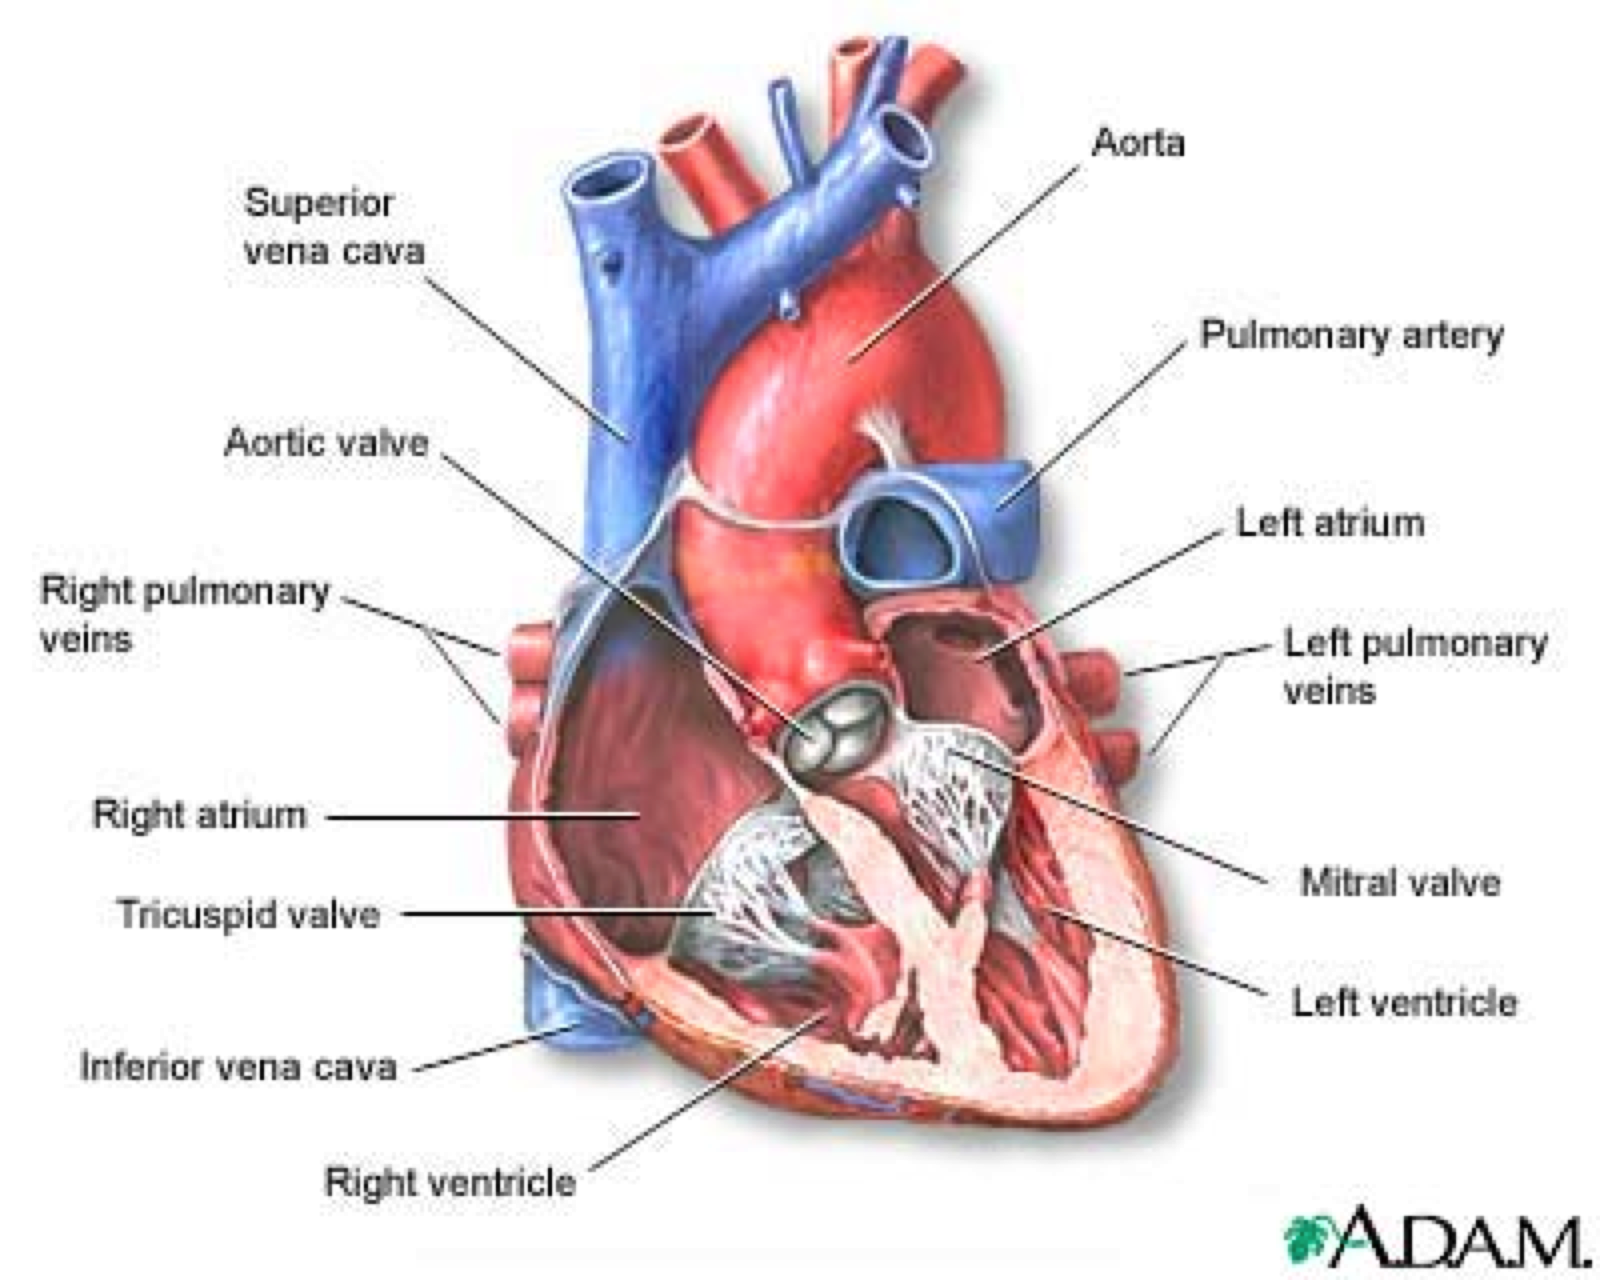 Aorta
Superior
vena cava
Pulmonary artery
Aortic valve
Left atrium
Right pulmonary
veins
Left pulmonary
veins
Right atrium
Mitral valve
Tricuspid valve
Left ventricle
Inferior vena cava
Right ventricle
A.D.A.M.